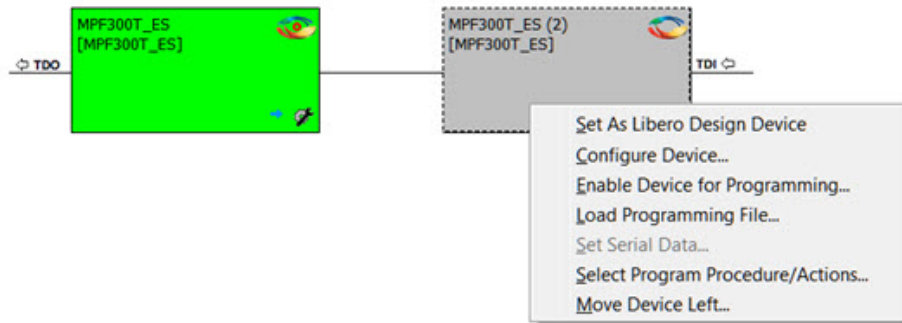 MPF300T_ES
[MPF300T_ES]
MPF300T_ES (2)
[MPF300T_ES]
TDO
TDI
Set As Libero Design Device
Configure Device...
Enable Device for Programming...
Load Programming File...
Set Serial Data...
Select Program Procedure/Actions...
Move Device Left...